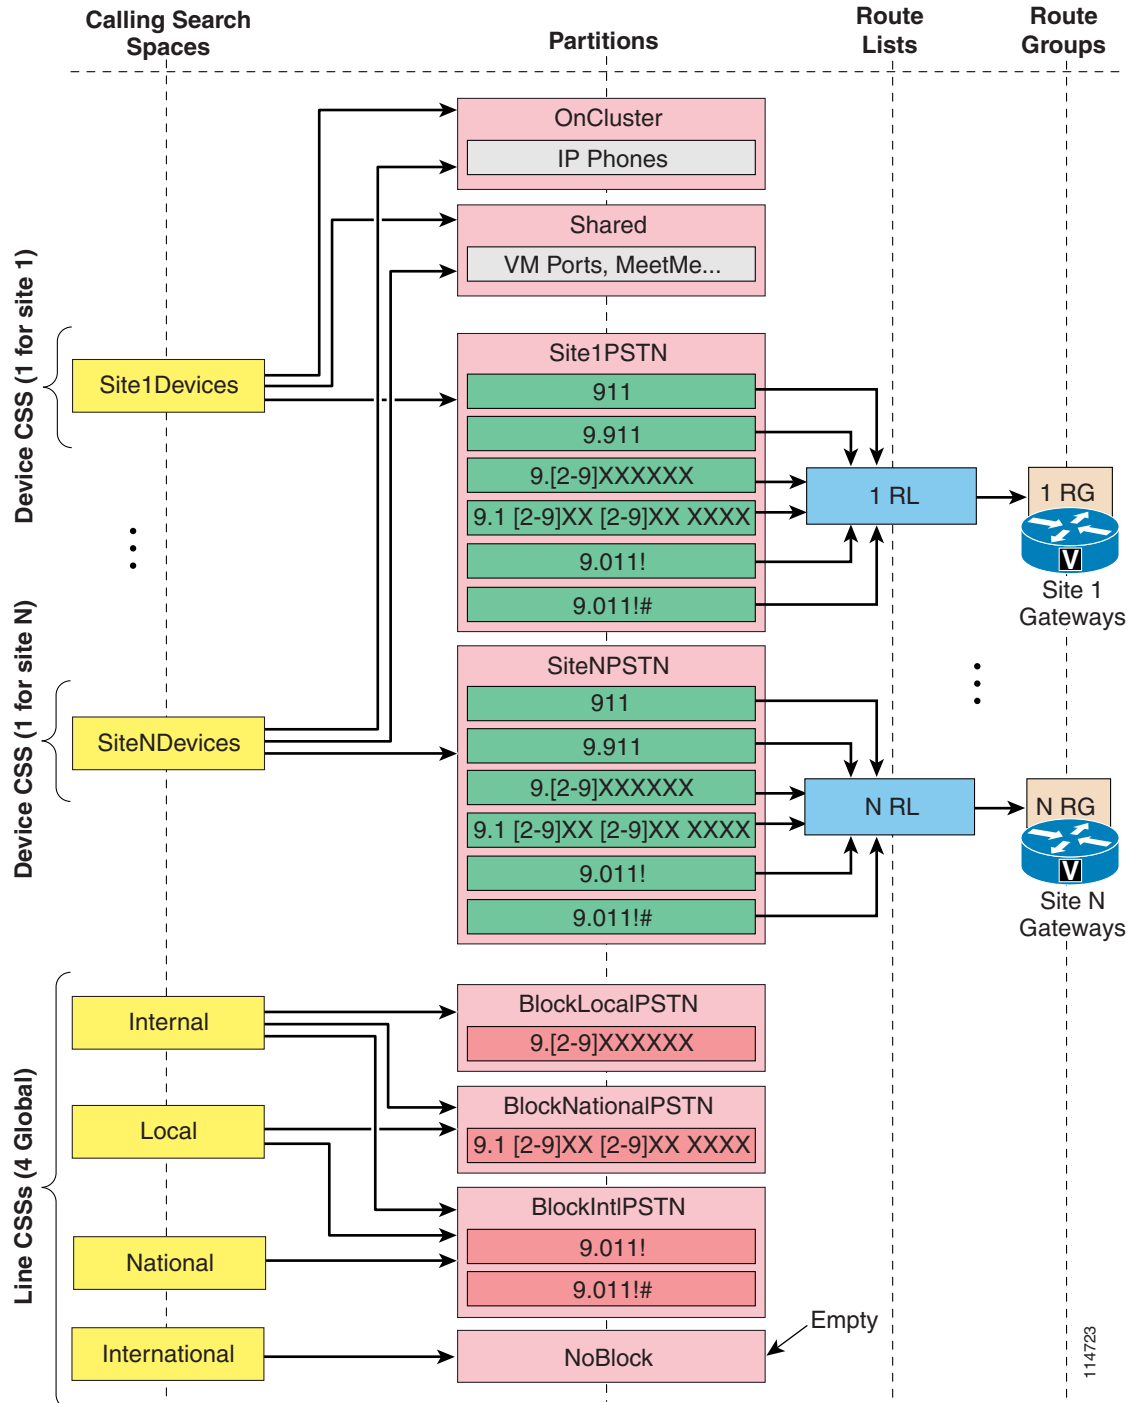 Calling Search
Spaces
Partitions
Route
Lists
Route
Groups
OnCluster
IP Phones
Shared
VM Ports, MeetMe...
Device CSS (1 for site 1)
Site1Devices
Site1PSTN
911
9.911
9.[2-9]XXXXXX
9.1 [2-9]XX [2-9]XX XXXX
9.011!
9.011!#
1 RL
1 RG
V
Site 1
Gateways
Device CSS (1 for site N)
SiteNDevices
SiteNPSTN
911
9.911
9.[2-9]XXXXXX
9.1 [2-9]XX [2-9]XX XXXX
9.011!
9.011!#
N RL
N RG
V
Site N
Gateways
Line CSSs (4 Global)
Internal
Local
National
International
BlockLocalPSTN
9.[2-9]XXXXXX
BlockNationalPSTN
9.1 [2-9]XX [2-9]XX XXXX
BlockIntlPSTN
9.011!
9.011!#
NoBlock
Empty
114723